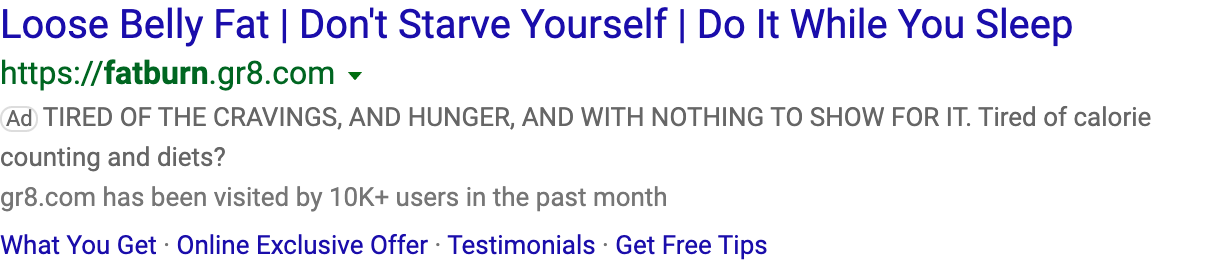 Loose Belly Fat | Don't Starve Yourself | Do It While You Sleep
https://fatburn.gr8.com
Ad TIRED OF THE CRAVINGS, AND HUNGER, AND WITH NOTHING TO SHOW FOR IT. Tired of calorie
counting and diets?
gr8.com has been visited by 10K+ users in the past month
What You Get · Online Exclusive Offer · Testimonials · Get Free Tips